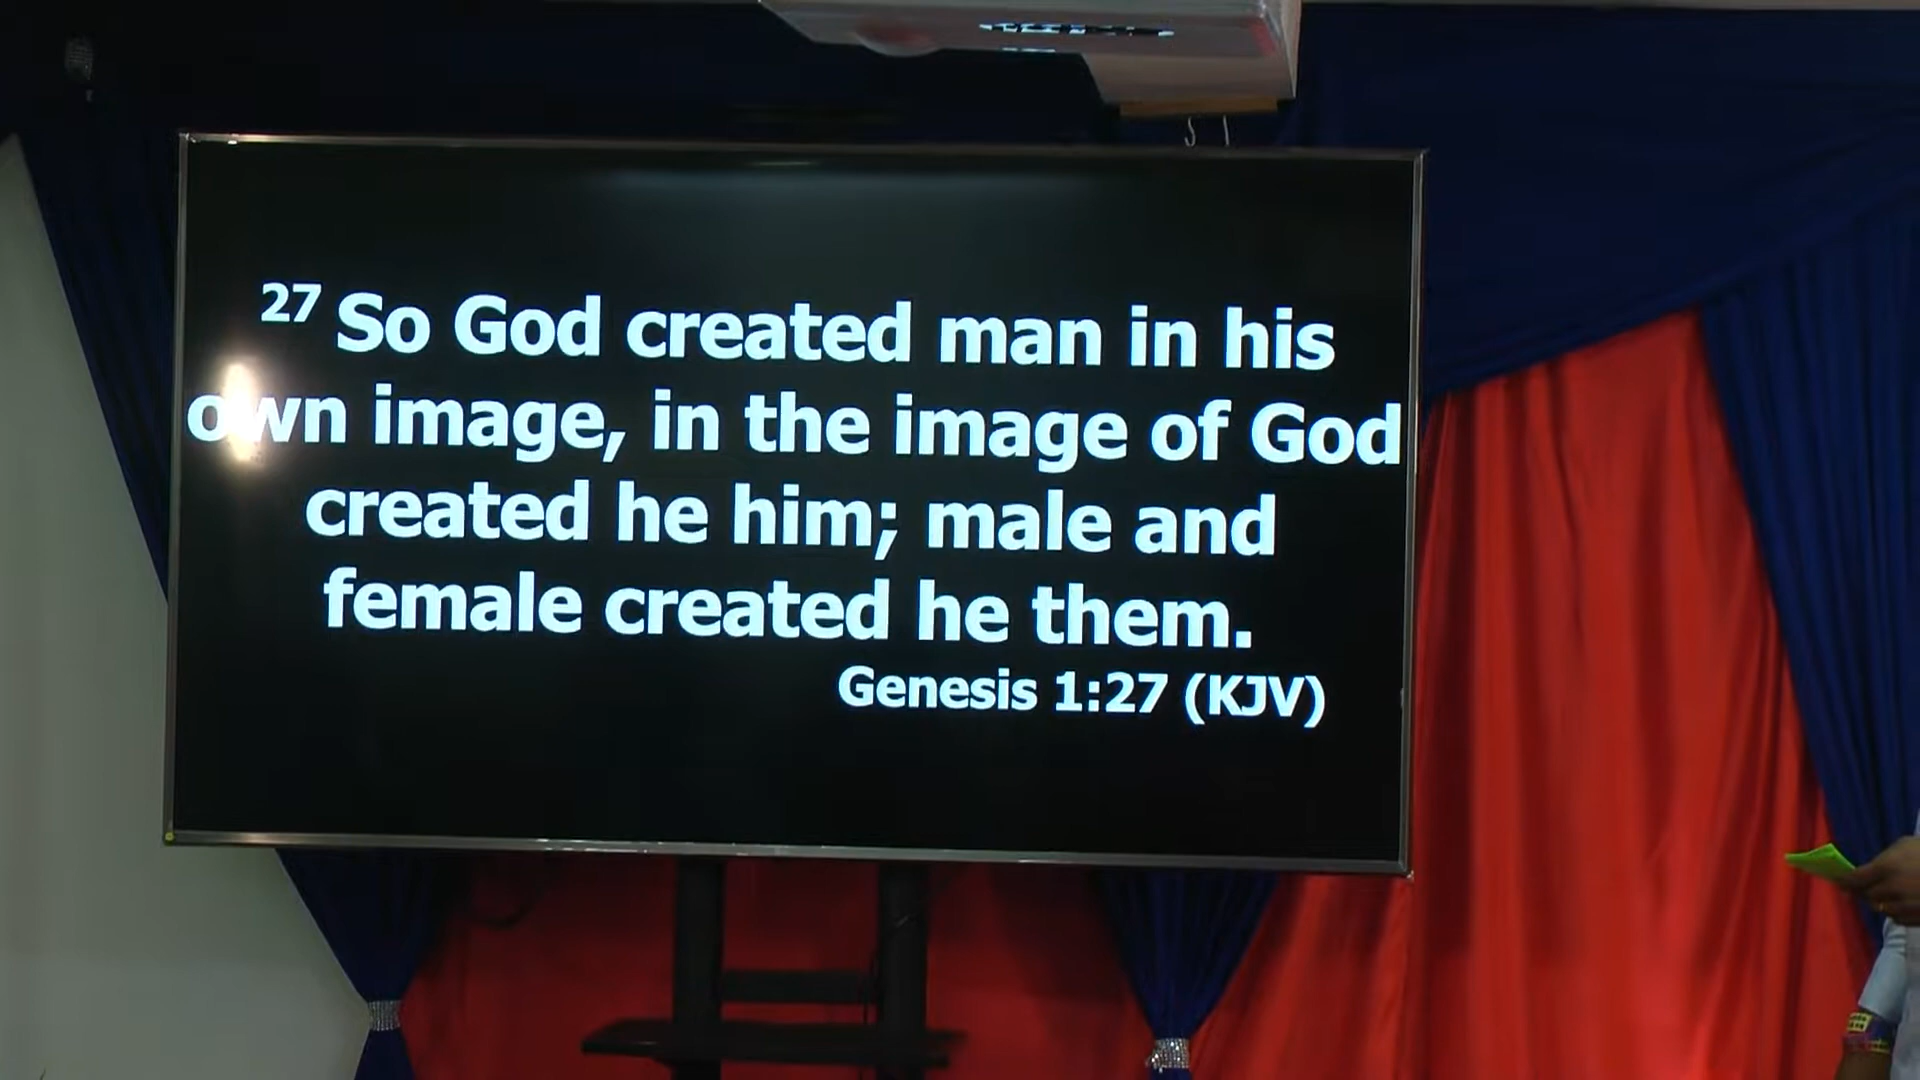 27 So God created man in his
own image, in the image of God
created he him; male and
female created he them.
Genesis 1:27 (KJV)